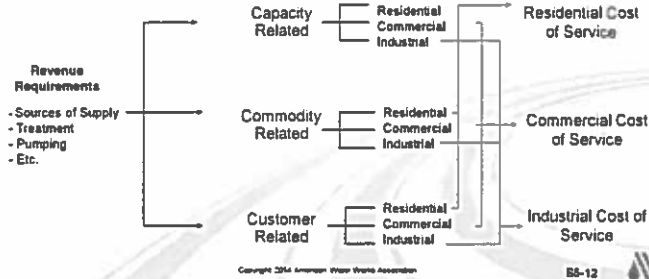 Revenue
Requirements
- Sources of Supply
- Treatment
- Pumping
- Etc.
Capacity
Related
Residential
Commercial
Industrial
Commodity
Related
Residential
Commercial
Industrial
Customer
Related
Residential
Commercial
Industrial
Residential Cost
of Service
Commercial Cost
of Service
Industrial Cost of
Service
Copyright 2014 American Water Works Association
S5-12